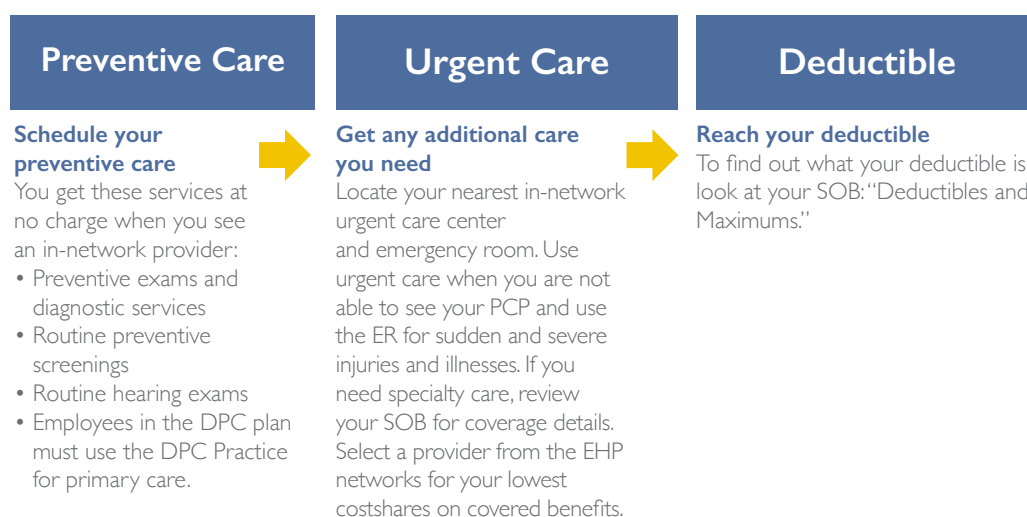 Preventive Care
Schedule your
preventive care
You get these services at
no charge when you see
an in-network provider:
• Preventive exams and
diagnostic services
• Routine preventive
screenings
• Routine hearing exams
• Employees in the DPC plan
must use the DPC Practice
for primary care.
Urgent Care
Get any additional care
you need
Locate your nearest in-network
urgent care center
and emergency room. Use
urgent care when you are not
able to see your PCP and use
the ER for sudden and severe
injuries and illnesses. If you
need specialty care, review
your SOB for coverage details.
Select a provider from the EHP
networks for your lowest
costshares on covered benefits.
Deductible
Reach your deductible
To find out what your deductible is
look at your SOB: “Deductibles and
Maximums.”